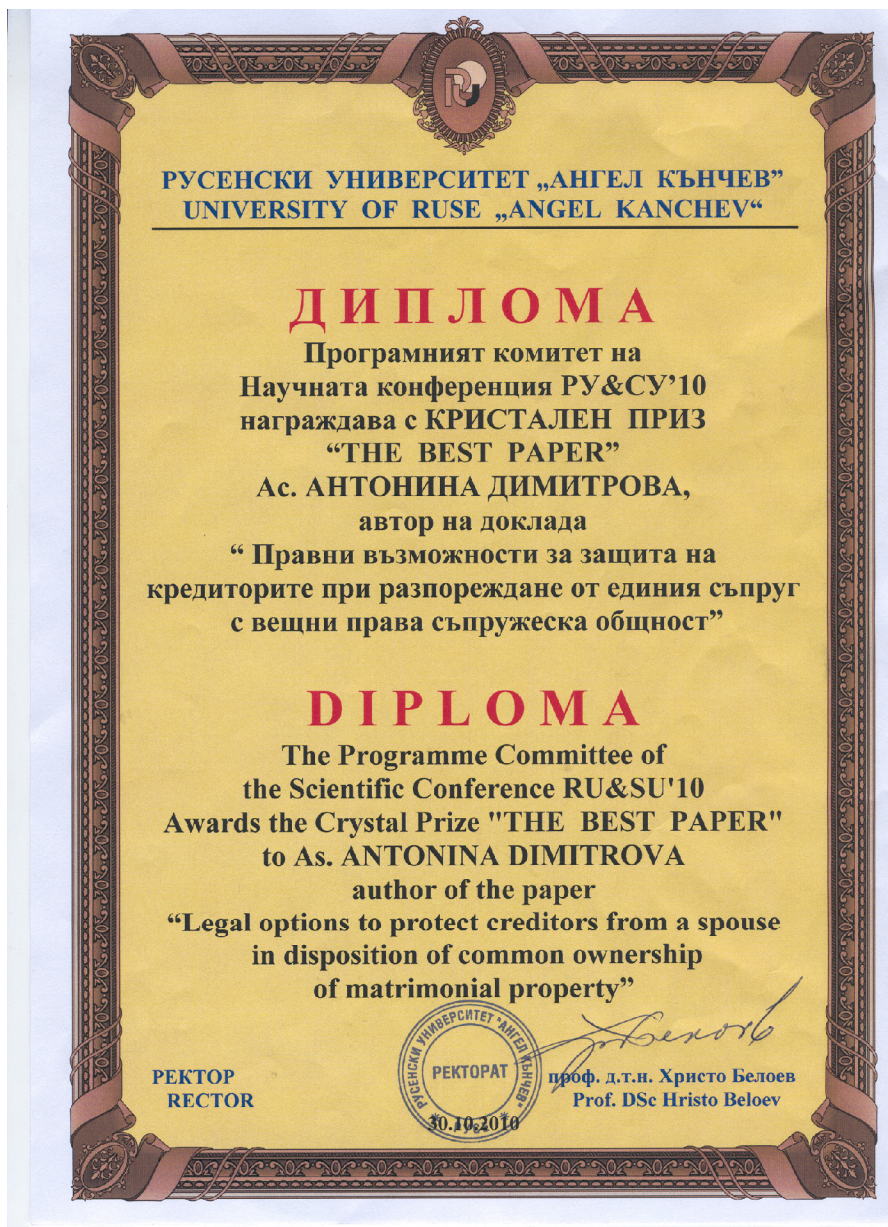 РУСЕНСКИ УНИВЕРСИТЕТ „АНГЕЛ КЪНЧЕВ”
UNIVERSITY OF RUSE „ANGEL KANCHEV“
ДИПЛОМА
Програмният комитет на
Научната конференция РУ&СУ’10
награждава с КРИСТАЛЕН ПРИЗ
“THE BEST PAPER”
Ас. АНТОНИНА ДИМИТРОВА,
автор на доклада
“ Правни възможности за защита на
кредиторите при разпореждане от единия съпруг
с вещни права съпружеска общност”
DIPLOMA
The Programme Committee of
the Scientific Conference RU&SU'10
Awards the Crystal Prize "THE BEST PAPER"
to As. ANTONINA DIMITROVA
author of the paper
“Legal options to protect creditors from a spouse
in disposition of common ownership
of matrimonial property”
РУСЕНСКИ УНИВЕРСИТЕТ "АНГЕЛ КЪНЧЕВ"
РЕКТОРАТ
РЕКТОР
RECTOR
проф. д.т.н. Христо Белоев
Prof. DSc Hristo Beloev
30.10.2010